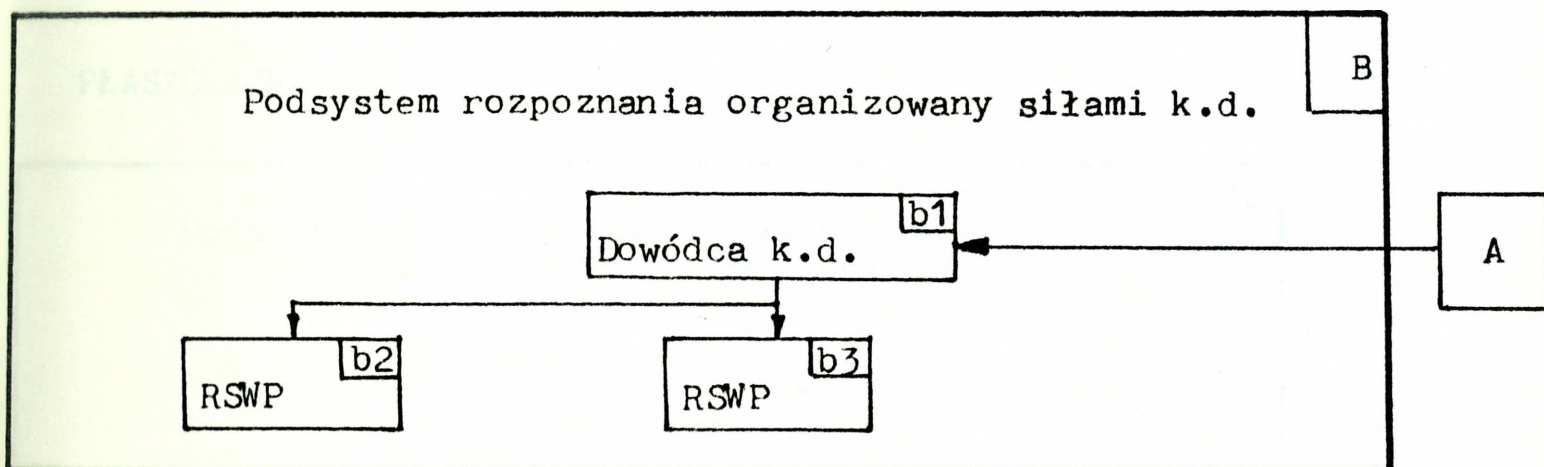 B
Podsystem rozpoznania organizowany siłami k.d.
b1
Dowódca k.d.
A
b2
RSWP
b3
RSWP